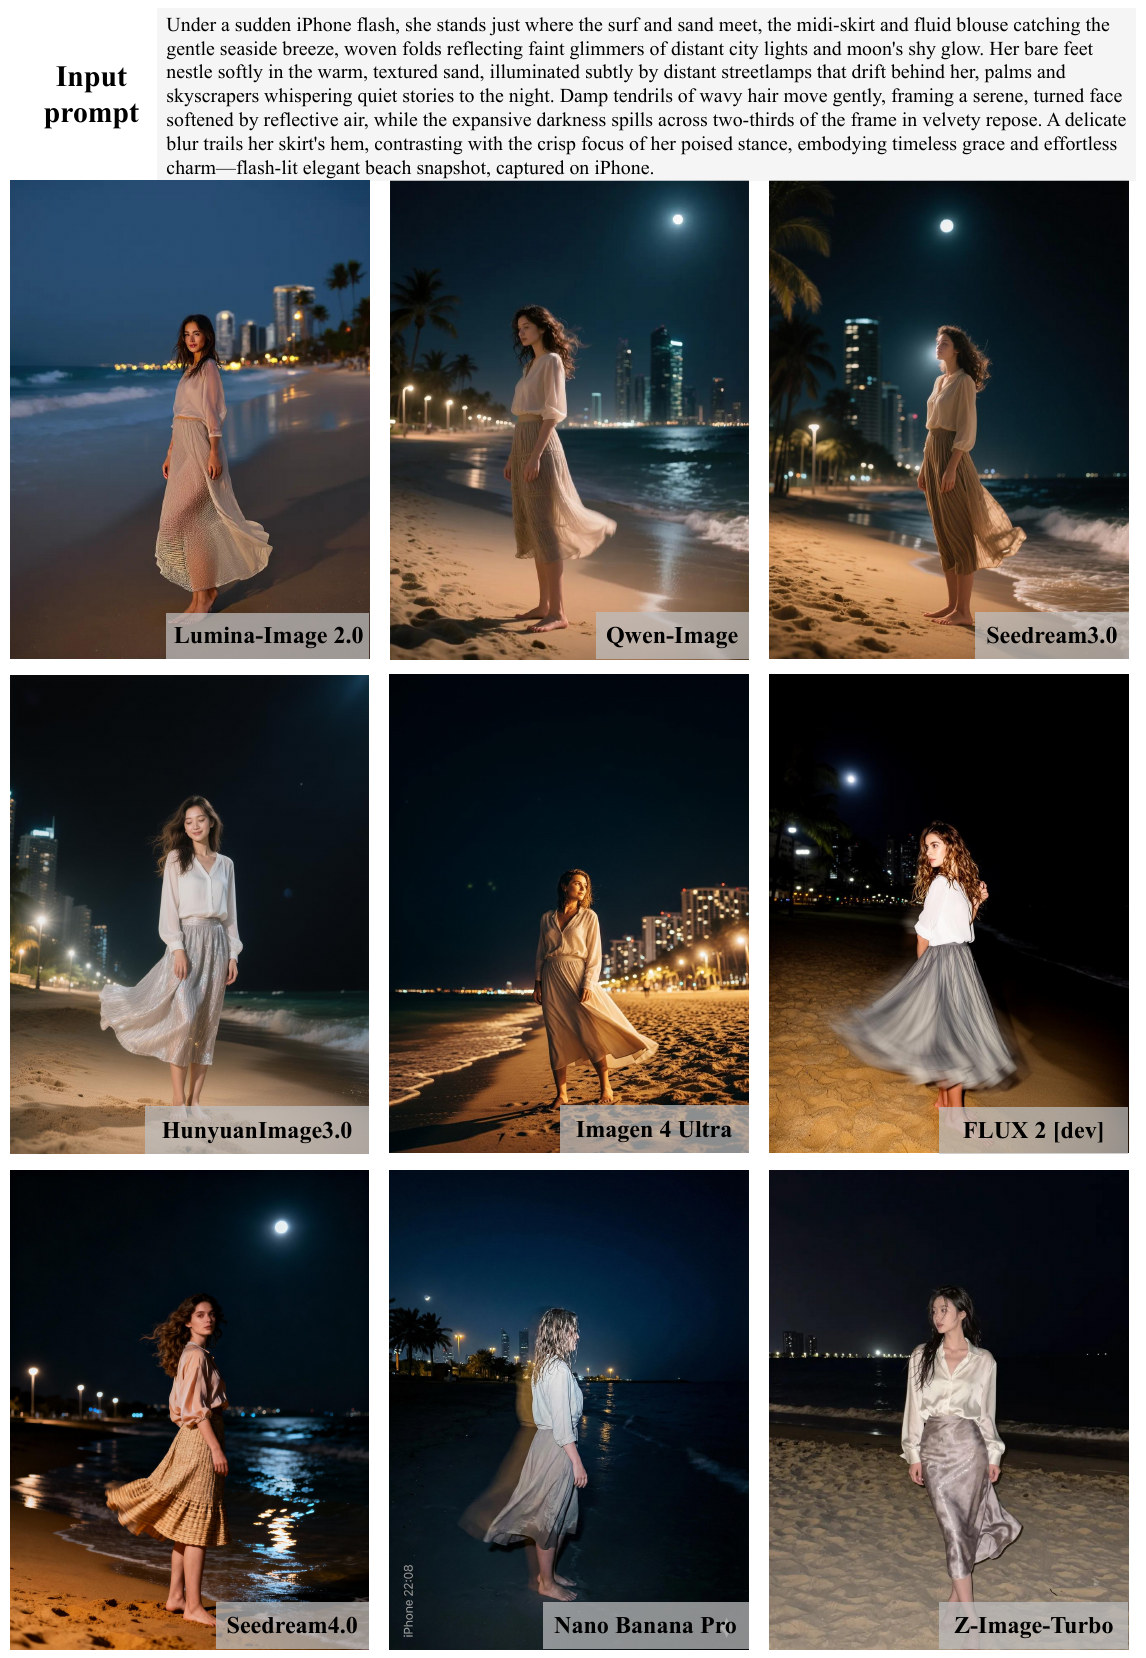 Input
prompt
Under a sudden iPhone flash, she stands just where the surf and sand meet, the midi-skirt and fluid blouse catching the
gentle seaside breeze, woven folds reflecting faint glimmers of distant city lights and moon's shy glow. Her bare feet
nestle softly in the warm, textured sand, illuminated subtly by distant streetlamps that drift behind her, palms and
skyscrapers whispering quiet stories to the night. Damp tendrils of wavy hair move gently, framing a serene, turned face
softened by reflective air, while the expansive darkness spills across two-thirds of the frame in velvety repose. A delicate
blur trails her skirt's hem, contrasting with the crisp focus of her poised stance, embodying timeless grace and effortless
charm—flash-lit elegant beach snapshot, captured on iPhone.
Lumina-Image 2.0
Qwen-Image
Seedream3.0
HunyuanImage3.0
Imagen 4 Ultra
FLUX 2 [dev]
Seedream4.0
iPhone 22:08
Nano Banana Pro
Z-Image-Turbo